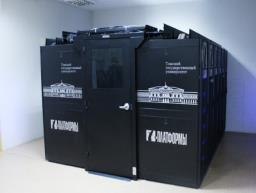 Томский
государственный
университет
Т-ПЛАТФОРМЫ
Томский
государственный
университет
Т-ПЛАТФОРМЫ